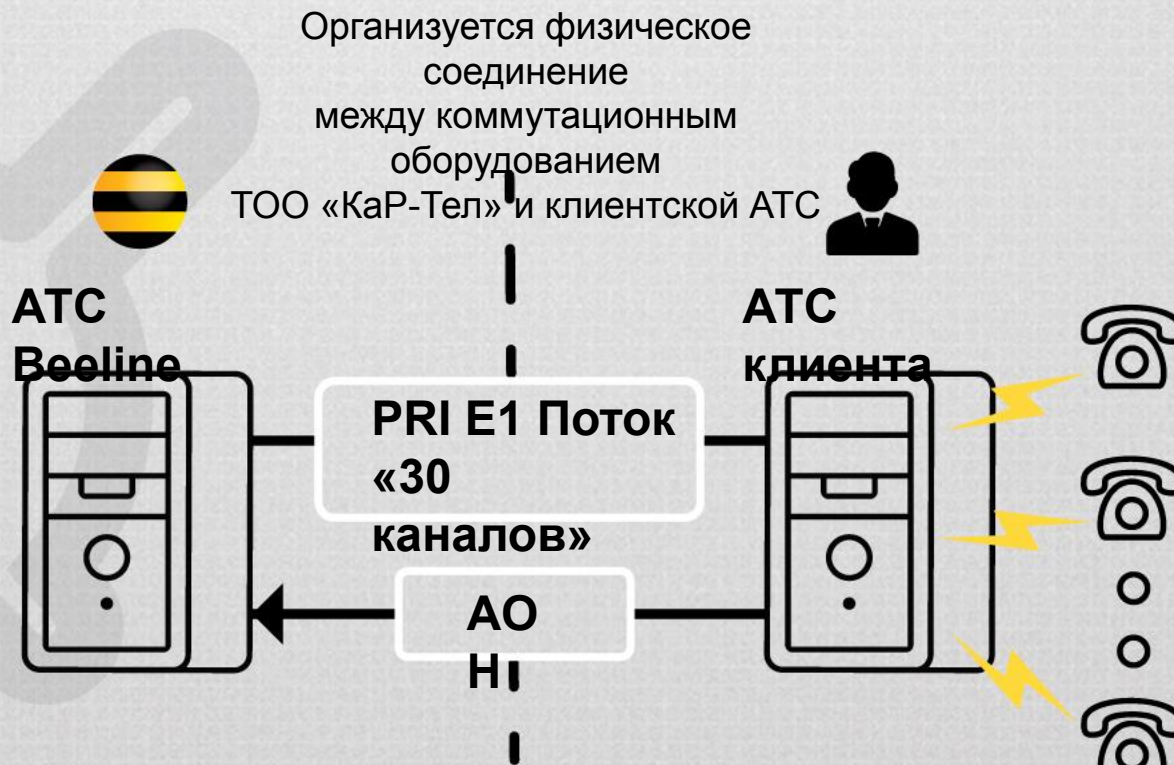 Организуется физическое
соединение
между коммутационным
оборудованием
ТОО «КаР-Тел» и клиентской АТС
АТС
Beeline
АТС
клиента
PRI E1 Поток
«30
каналов»
АО
Н